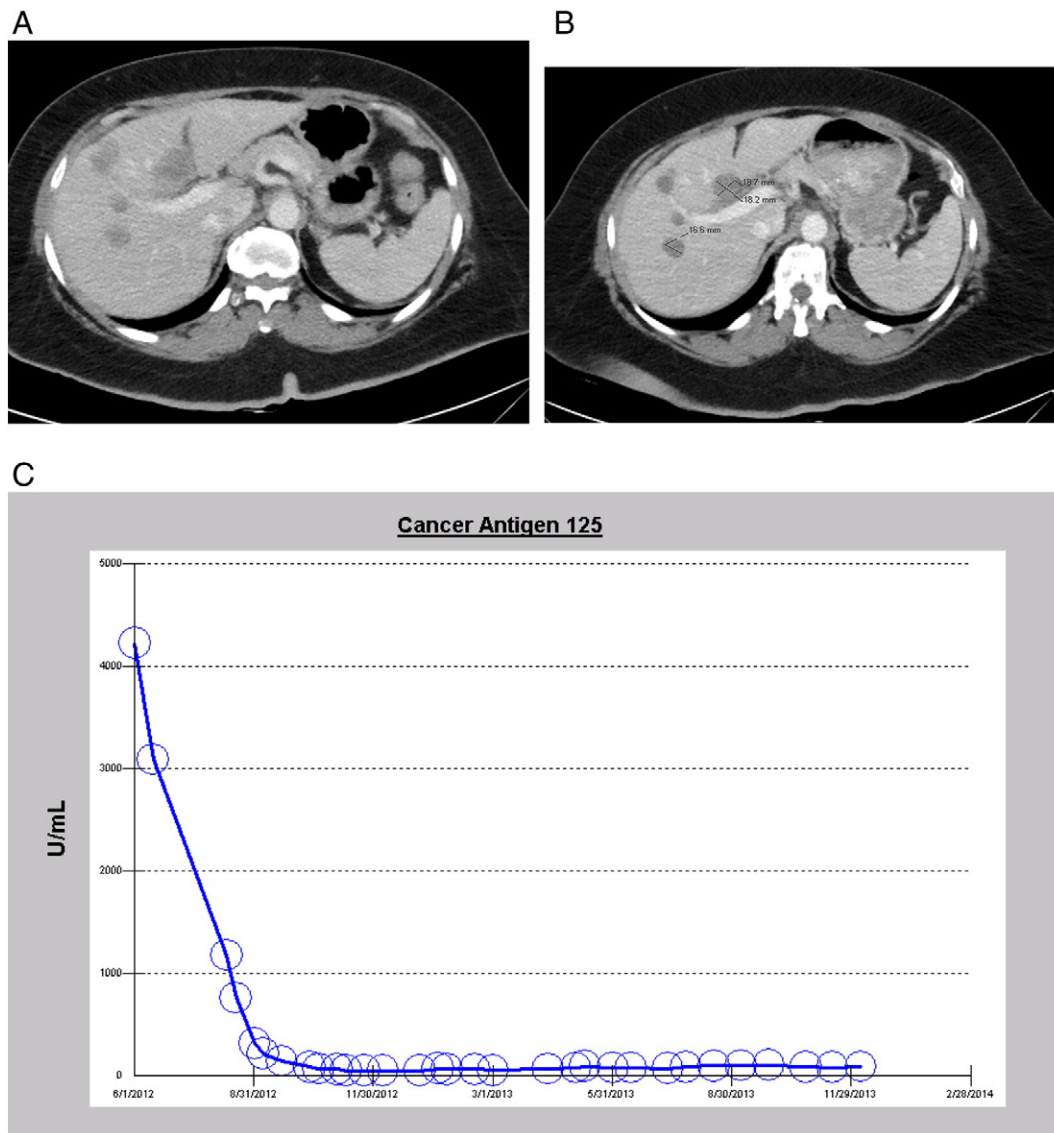 A
B
18.7 mm
18.2 mm
16.6 mm
C
Cancer Antigen 125
5000
4000
3000
2000
1000
0
U/mL
6/1/2012 8/31/2012 11/30/2012 3/1/2013 5/31/2013 8/30/2013 11/29/2013 2/28/2014